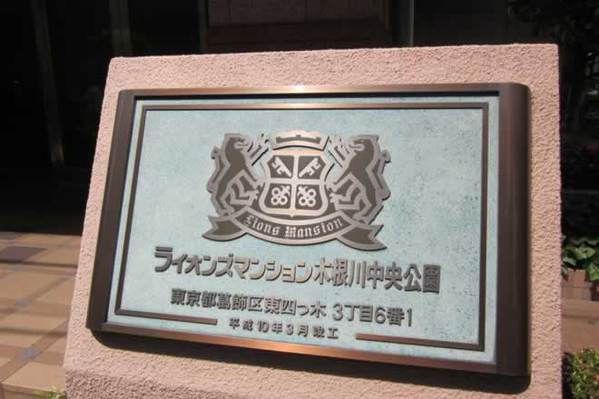 Lions Mansion
ライオンズマンション木根川中央公園
東京都葛飾区東四つ木3丁目6番1
平成10年3月竣工